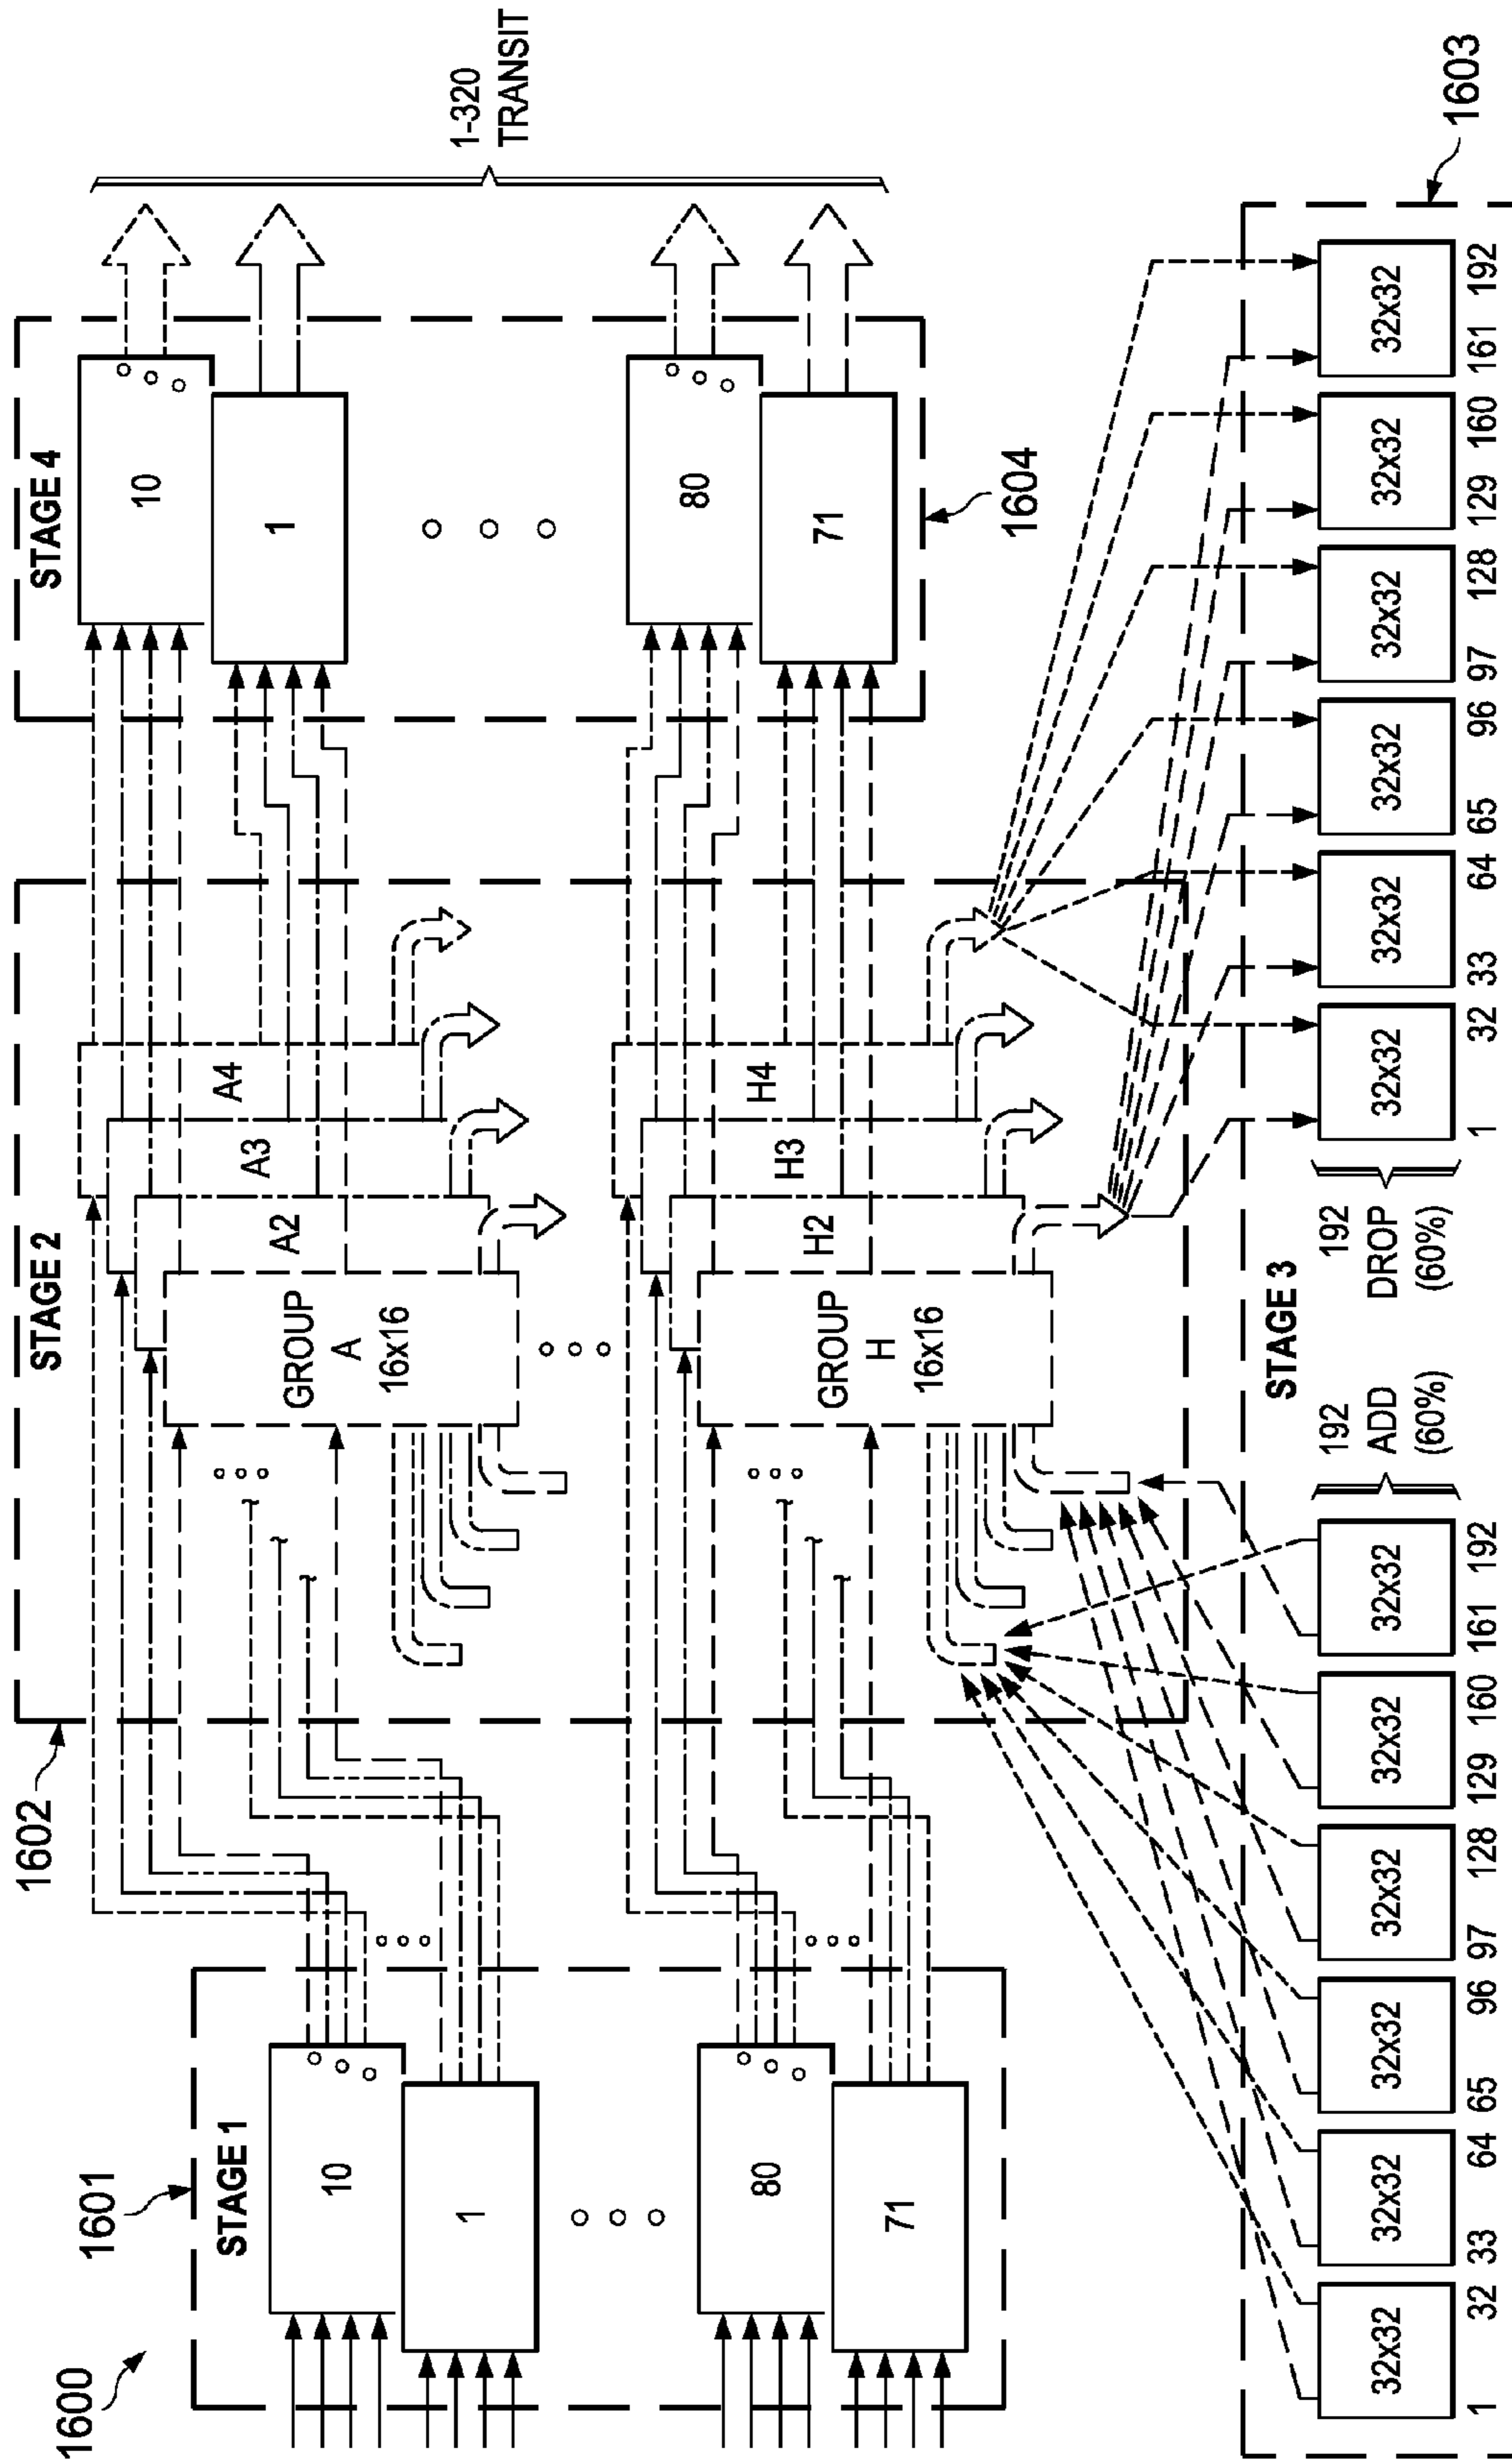 1600
1601
STAGE 1
10
1
80
71
1602
STAGE 2
GROUP
A
16x16
A2
A3
A4
GROUP
H
16x16
H2
H3
H4
STAGE 4
10
1
80
71
1604
1-320
TRANSIT
STAGE 3
32x32
32x32
32x32
32x32
32x32
32x32
1 32 33 64 65 96 97 128 129 160 161 192
192
ADD
(60%)
192
DROP
(60%)
32x32
32x32
32x32
32x32
32x32
32x32
1 32 33 64 65 96 97 128 129 160 161 192
1603